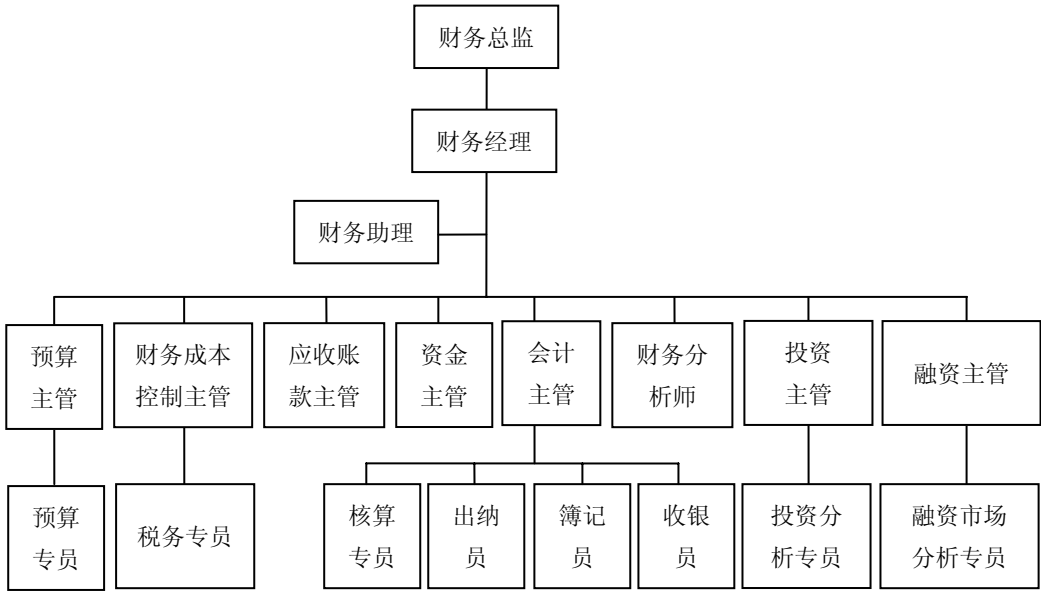 财务总监
财务经理
财务助理
预算
主管
财务成本
控制主管
应收账
款主管
资金
主管
会计
主管
财务分
析师
投资
主管
融资主管
预算
专员
税务专员
核算
专员
出纳
员
簿记
员
收银
员
投资分
析专员
融资市场
分析专员